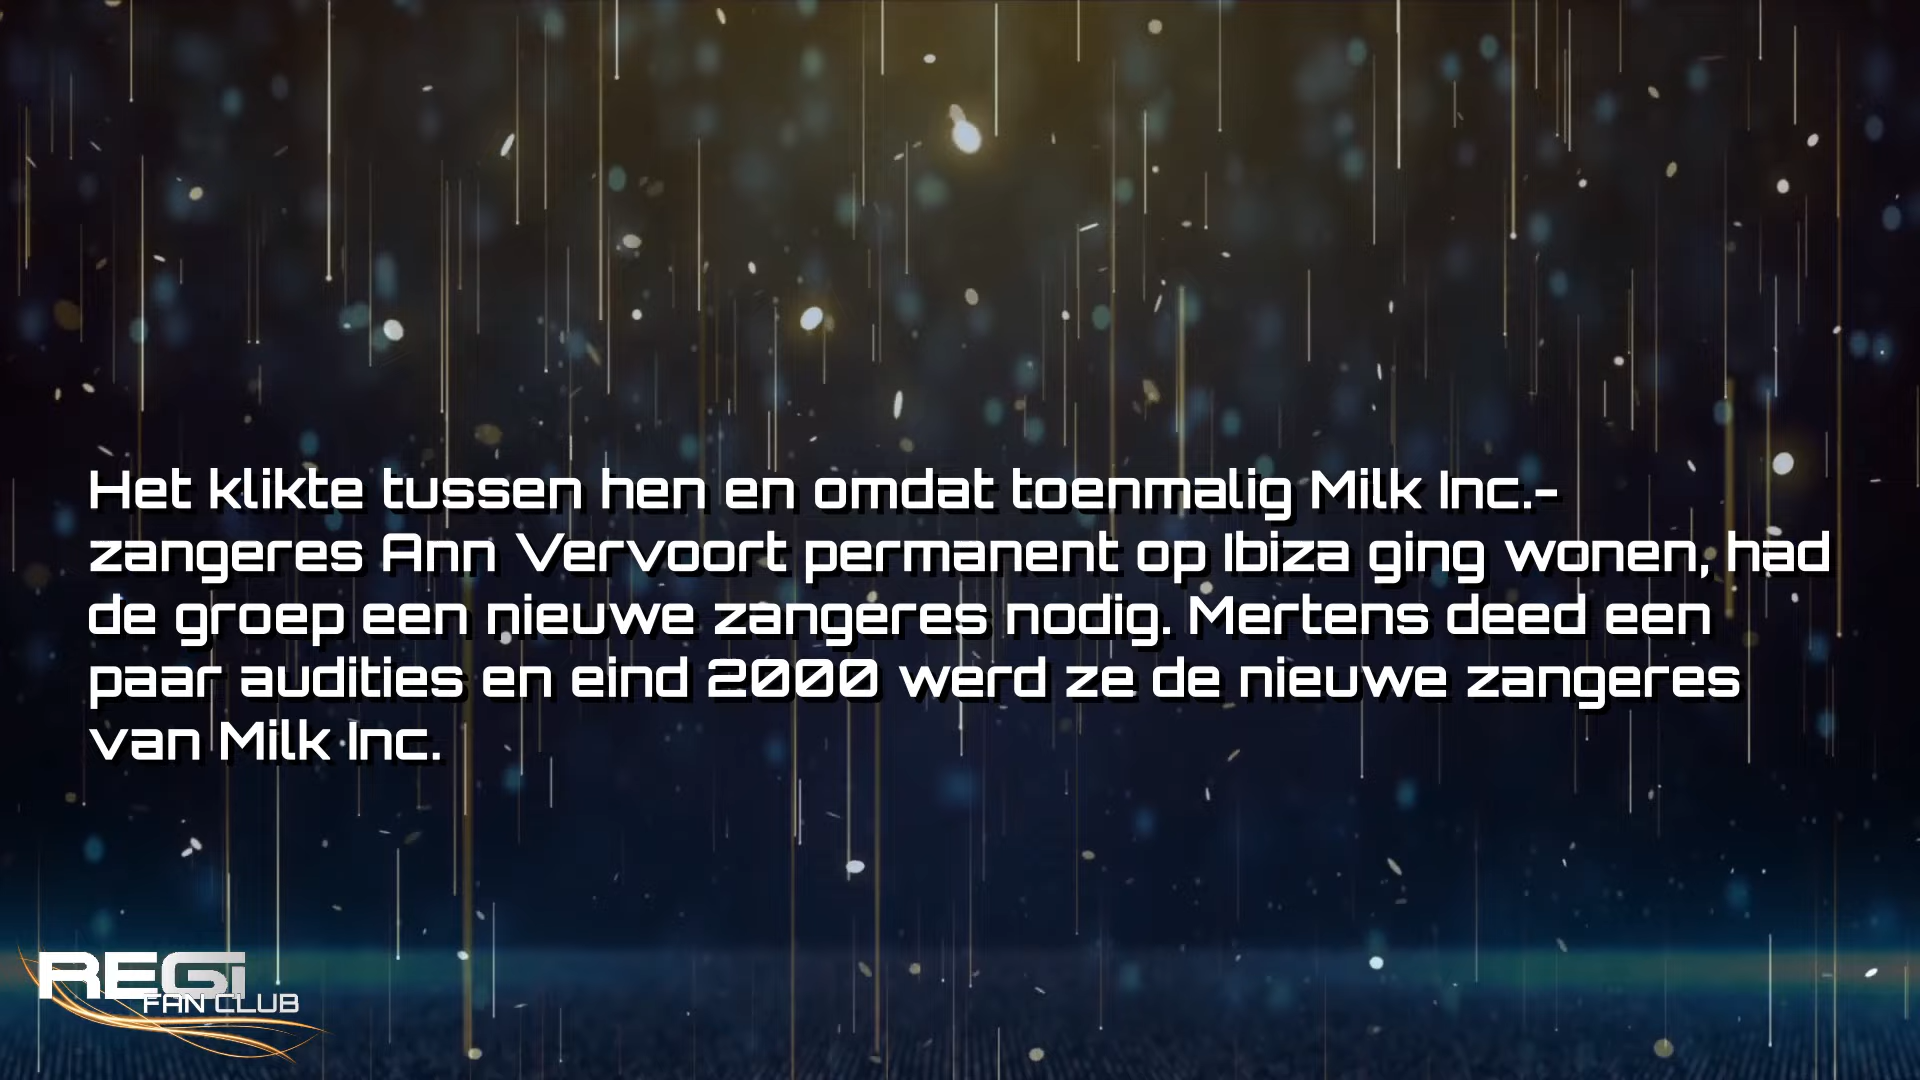 Het klikte tussen hen en omdat toenmalig Milk Inc.-
zangeres Ann Vervoort permanent op Ibiza ging wonen, had
de groep een nieuwe zangeres nodig. Mertens deed een
paar audities en eind 2000 werd ze de nieuwe zangeres
van Milk Inc.
REGI
FAN CLUB